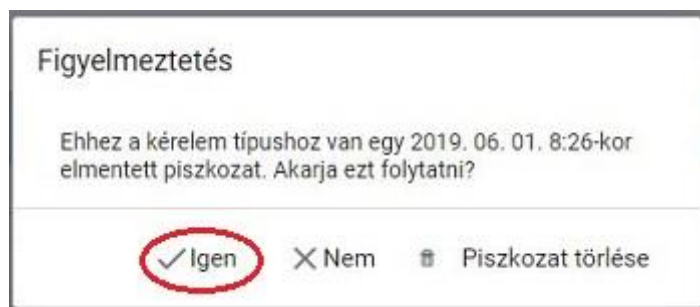 Figyelmeztetés
Ehhez a kérelem típushoz van egy 2019. 06. 01. 8:26-kor
elmentett piszkozat. Akarja ezt folytatni?
Igen Nem Piszkozat törlése